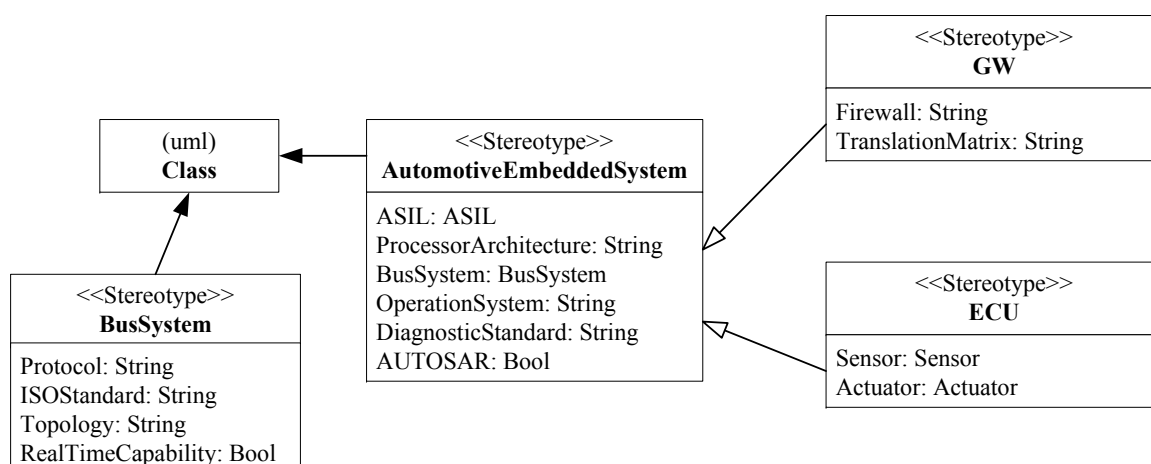 (uml)
Class
<<Stereotype>>
BusSystem
Protocol: String
ISOStandard: String
Topology: String
RealTimeCapability: Bool
<<Stereotype>>
AutomotiveEmbeddedSystem
ASIL: ASIL
ProcessorArchitecture: String
BusSystem: BusSystem
OperationSystem: String
DiagnosticStandard: String
AUTOSAR: Bool
<<Stereotype>>
GW
Firewall: String
TranslationMatrix: String
<<Stereotype>>
ECU
Sensor: Sensor
Actuator: Actuator